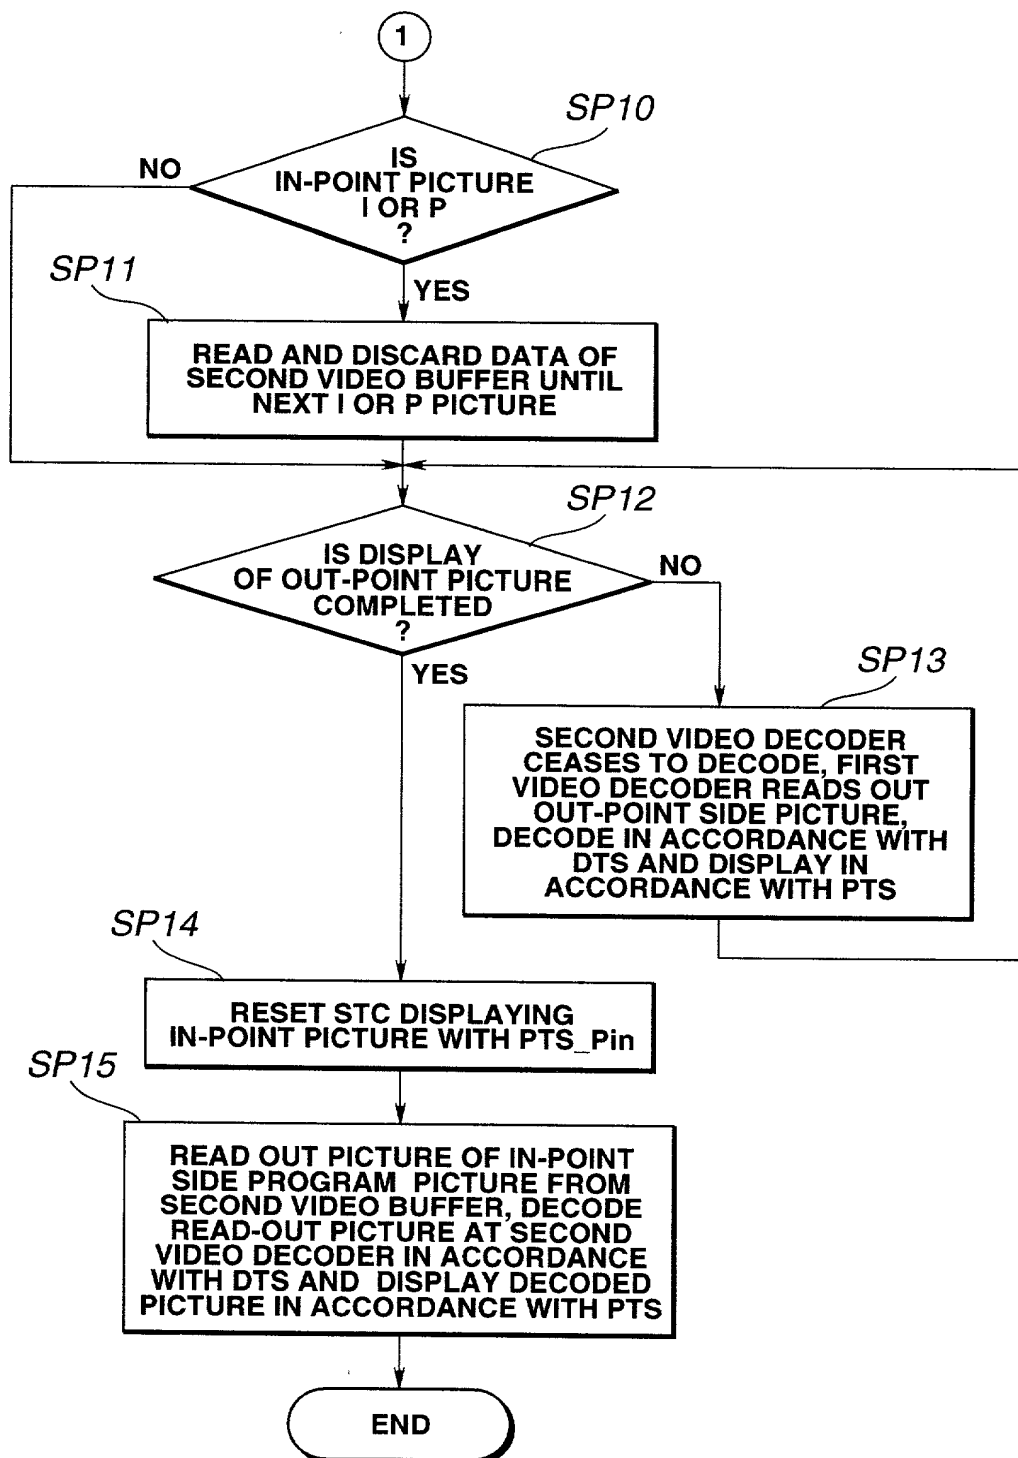 1
SP10
IS
IN-POINT PICTURE
I OR P
?
NO
YES
SP11
READ AND DISCARD DATA OF
SECOND VIDEO BUFFER UNTIL
NEXT I OR P PICTURE
SP12
IS DISPLAY
OF OUT-POINT PICTURE
COMPLETED
?
NO
YES
SP13
SECOND VIDEO DECODER
CEASES TO DECODE, FIRST
VIDEO DECODER READS OUT
OUT-POINT SIDE PICTURE,
DECODE IN ACCORDANCE WITH
DTS AND DISPLAY IN
ACCORDANCE WITH PTS
SP14
RESET STC DISPLAYING
IN-POINT PICTURE WITH PTS_Pin
SP15
READ OUT PICTURE OF IN-POINT
SIDE PROGRAM PICTURE FROM
SECOND VIDEO BUFFER, DECODE
READ-OUT PICTURE AT SECOND
VIDEO DECODER IN ACCORDANCE
WITH DTS AND DISPLAY DECODED
PICTURE IN ACCORDANCE WITH PTS
END